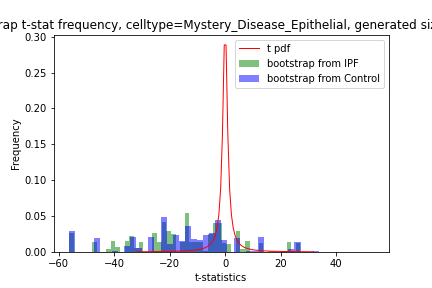 rap t-stat frequency, celltype=Mystery_Disease_Epithelial, generated siz
t pdf
bootstrap from IPF
bootstrap from Control
0.30
0.25
0.20
0.15
0.10
0.05
0.00
Frequency
−60 −40 −20 0 20 40
t-statistics